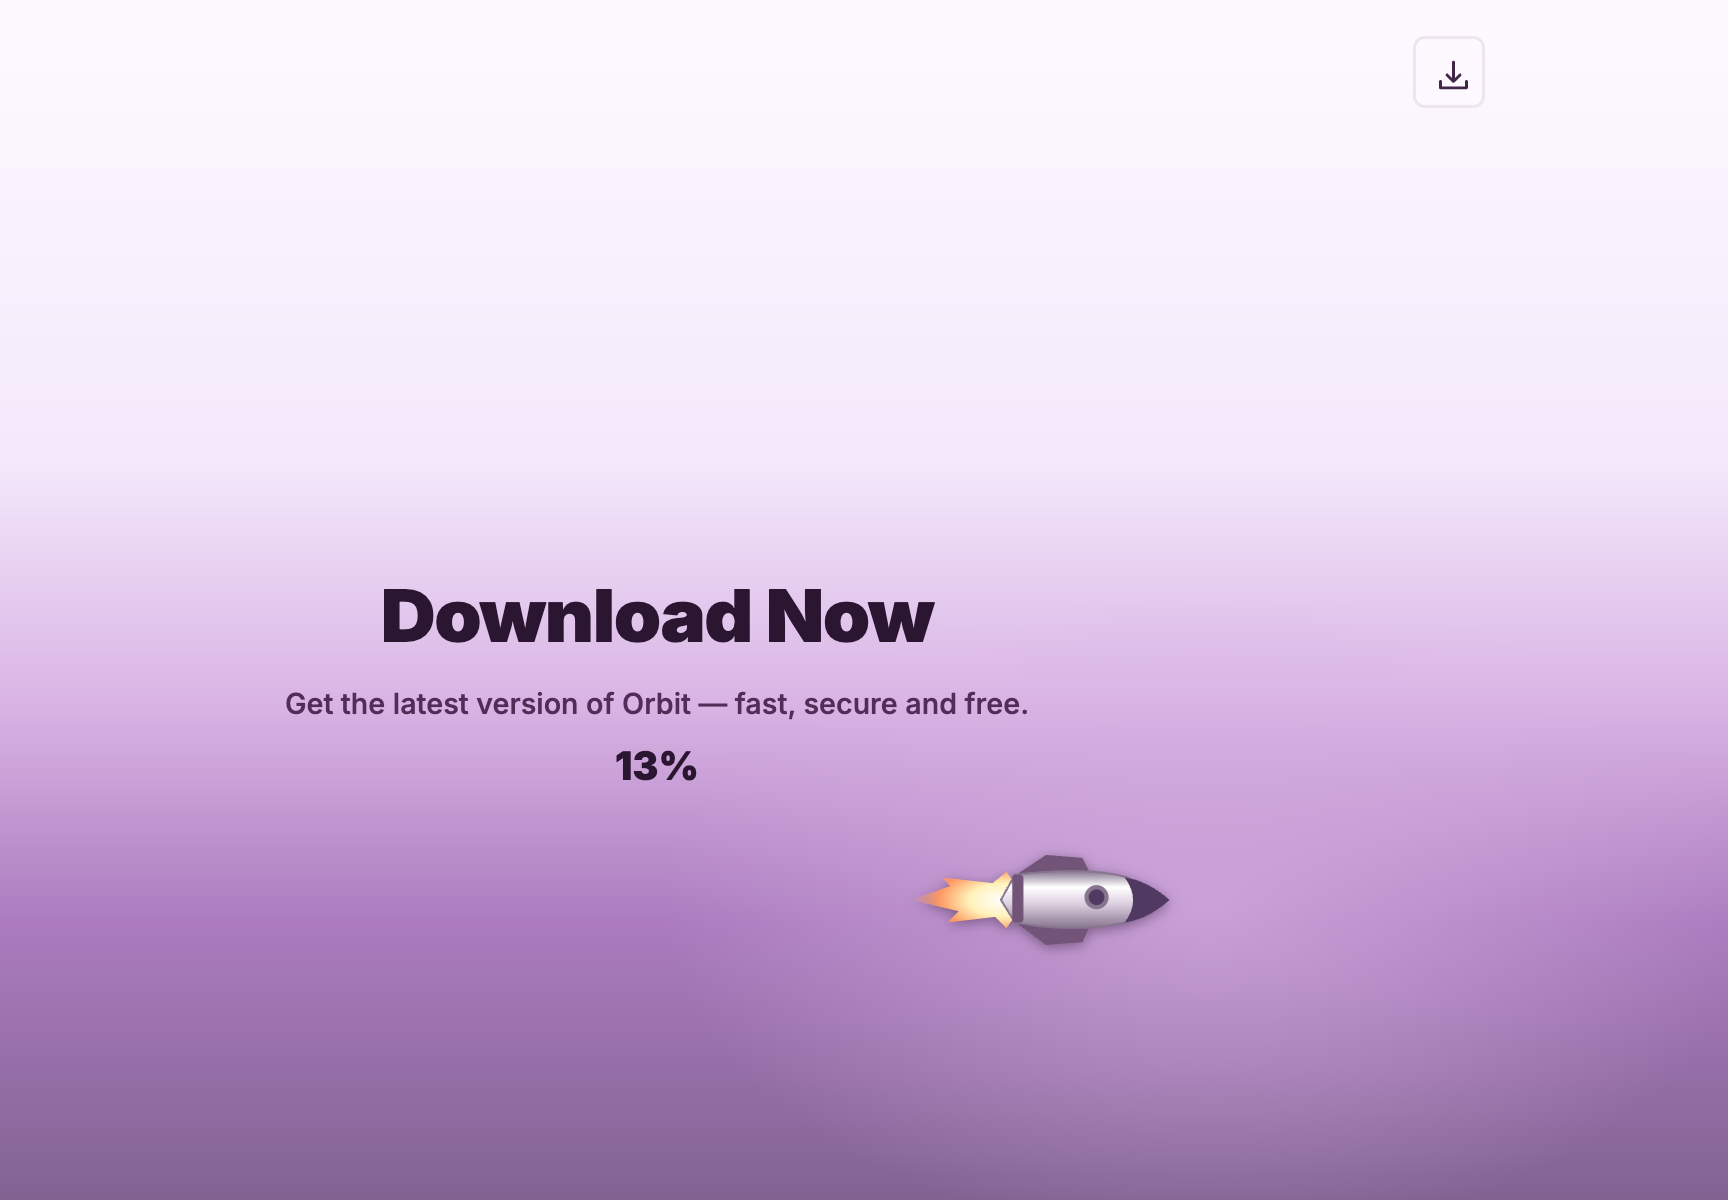 Download Now
Get the latest version of Orbit — fast, secure and free.
13%